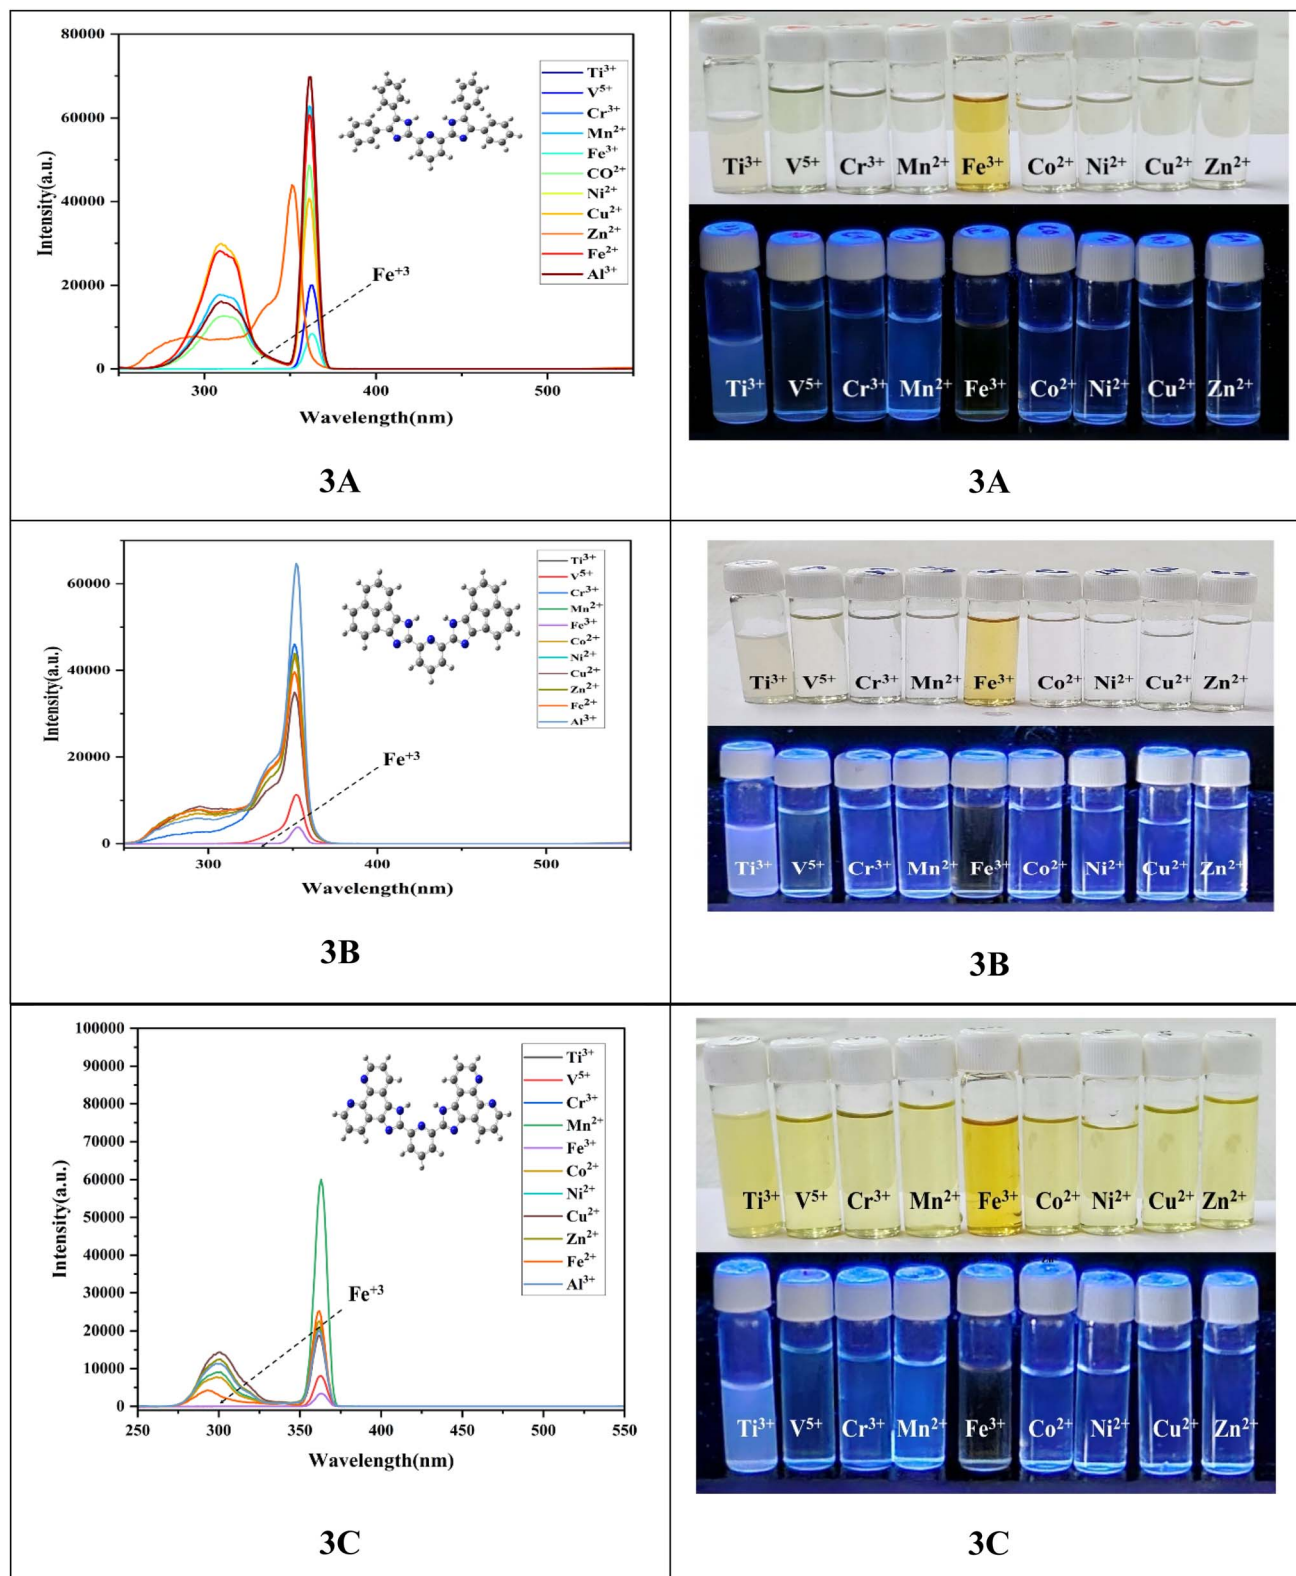 80000
60000
40000
20000
0
Intensity(a.u.)
300
400
500
Wavelength(nm)
Fe⁺³
Ti³⁺
V⁵⁺
Cr³⁺
Mn²⁺
Fe³⁺
CO²⁺
Ni²⁺
Cu²⁺
Zn²⁺
Fe²⁺
Al³⁺
3A
Ti³⁺ V⁵⁺ Cr³⁺ Mn²⁺ Fe³⁺ Co²⁺ Ni²⁺ Cu²⁺ Zn²⁺
Ti³⁺ V⁵⁺ Cr³⁺ Mn²⁺ Fe³⁺ Co²⁺ Ni²⁺ Cu²⁺ Zn²⁺
3A
60000
40000
20000
0
Intensity(a.u.)
300
400
500
Wavelength(nm)
Fe⁺³
Ti³⁺
V⁵⁺
Cr³⁺
Mn²⁺
Fe³⁺
Co²⁺
Ni²⁺
Cu²⁺
Zn²⁺
Fe²⁺
Al³⁺
3B
Ti³⁺ V⁵⁺ Cr³⁺ Mn²⁺ Fe³⁺ Co²⁺ Ni²⁺ Cu²⁺ Zn²⁺
Ti³⁺ V⁵⁺ Cr³⁺ Mn²⁺ Fe³⁺ Co²⁺ Ni²⁺ Cu²⁺ Zn²⁺
3B
100000
90000
80000
70000
60000
50000
40000
30000
20000
10000
0
Intensity(a.u.)
250
300
350
400
450
500
550
Wavelength(nm)
Fe⁺³
Ti³⁺
V⁵⁺
Cr³⁺
Mn²⁺
Fe³⁺
Co²⁺
Ni²⁺
Cu²⁺
Zn²⁺
Fe²⁺
Al³⁺
3C
Ti³⁺ V⁵⁺ Cr³⁺ Mn²⁺ Fe³⁺ Co²⁺ Ni²⁺ Cu²⁺ Zn²⁺
Ti³⁺ V⁵⁺ Cr³⁺ Mn²⁺ Fe³⁺ Co²⁺ Ni²⁺ Cu²⁺ Zn²⁺
3C